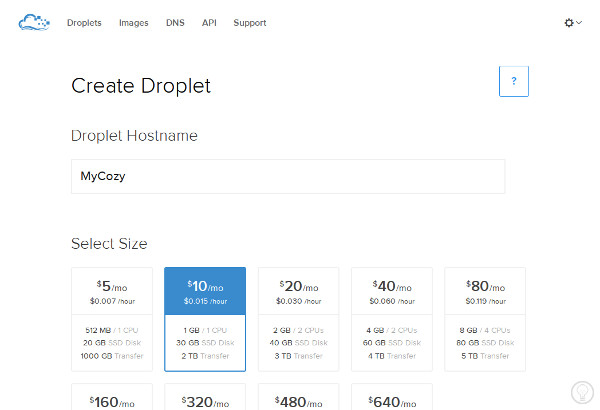 Droplets Images DNS API Support
Create Droplet
?
Droplet Hostname
MyCozy
Select Size
$5/mo $10/mo $20/mo $40/mo $80/mo
$0.007 /hour $0.015 /hour $0.030 /hour $0.060 /hour $0.119 /hour
512 MB / 1 CPU 1 GB / 1 CPU 2 GB / 2 CPUs 4 GB / 2 CPUs 8 GB / 4 CPUs
20 GB SSD Disk 30 GB SSD Disk 40 GB SSD Disk 60 GB SSD Disk 80 GB SSD Disk
1000 GB Transfer 2 TB Transfer 3 TB Transfer 4 TB Transfer 5 TB Transfer
$160/mo $320/mo $480/mo $640/mo